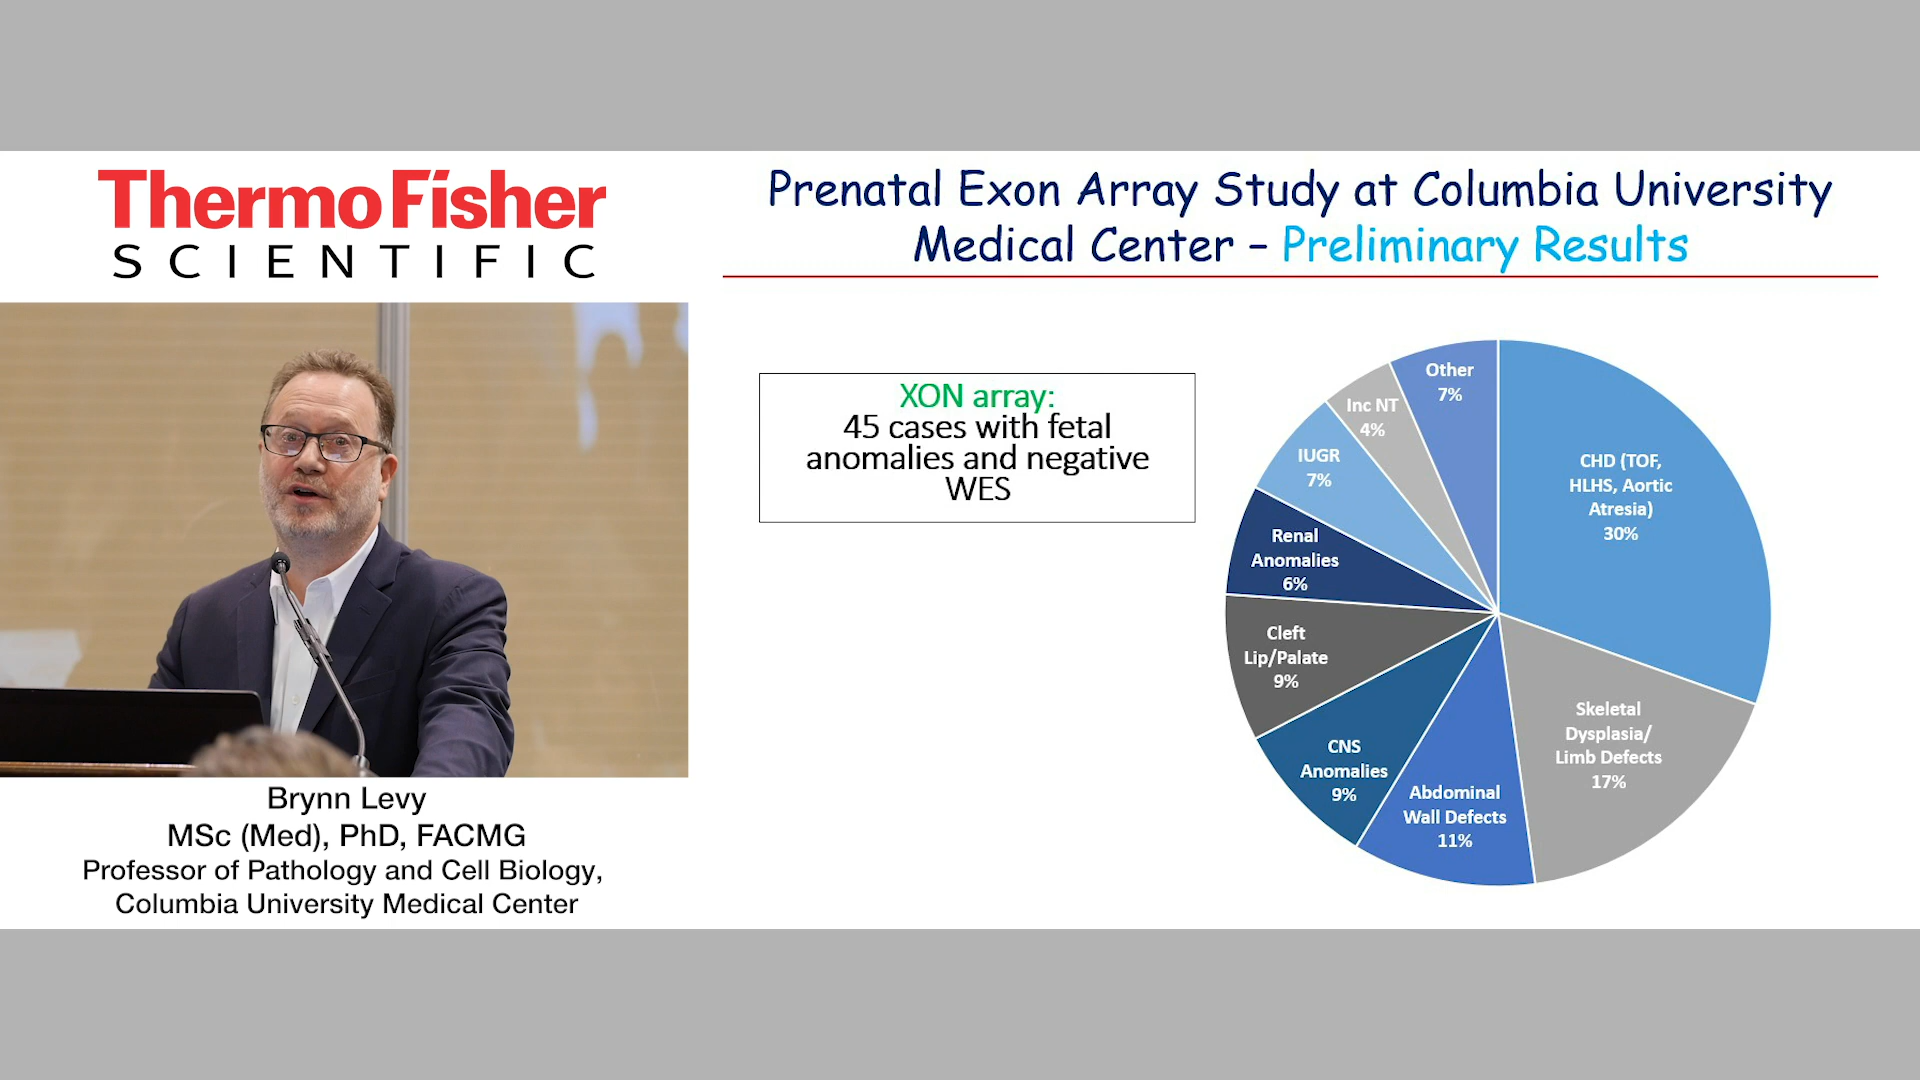 ThermoFisher
SCIENTIFIC
Brynn Levy
MSc (Med), PhD, FACMG
Professor of Pathology and Cell Biology,
Columbia University Medical Center
Prenatal Exon Array Study at Columbia University
Medical Center – Preliminary Results
XON array:
45 cases with fetal
anomalies and negative
WES
Other
7%
Inc NT
4%
IUGR
7%
Renal
Anomalies
6%
Cleft
Lip/Palate
9%
CNS
Anomalies
9%
Abdominal
Wall Defects
11%
Skeletal
Dysplasia/
Limb Defects
17%
CHD (TOF,
HLHS, Aortic
Atresia)
30%